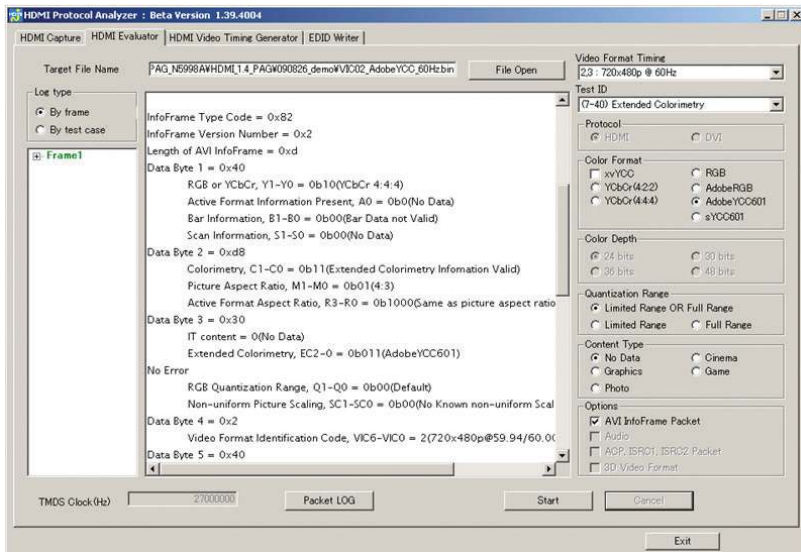 HDMI Protocol Analyzer : Beta Version 1.39.4004
HDMI Capture HDMI Evaluator HDMI Video Timing Generator EDID Writer
Target File Name
PAG_N5998A¥HDMI_1.4_PAG¥090826_demo¥VIC02_AdobeYCC_60Hz.bin
File Open
Log type
By frame
By test case
Frame1
InfoFrame Type Code = 0x82
InfoFrame Version Number = 0x2
Length of AVI InfoFrame = 0xd
Data Byte 1 = 0x40
RGB or YCbCr, Y1-Y0 = 0b10(YCbCr 4:4:4)
Active Format Information Present, A0 = 0b0(No Data)
Bar Information, B1-B0 = 0b00(Bar Data not Valid)
Scan Information, S1-S0 = 0b00(No Data)
Data Byte 2 = 0xd8
Colorimetry, C1-C0 = 0b11(Extended Colorimetry Infomation Valid)
Picture Aspect Ratio, M1-M0 = 0b01(4:3)
Active Format Aspect Ratio, R3-R0 = 0b1000(Same as picture aspect ratio
Data Byte 3 = 0x30
IT content = 0(No Data)
Extended Colorimetry, EC2-0 = 0b011(AdobeYCC601)
No Error
RGB Quantization Range, Q1-Q0 = 0b00(Default)
Non-uniform Picture Scaling, SC1-SC0 = 0b00(No Known non-uniform Scal
Data Byte 4 = 0x2
Video Format Identification Code, VIC6-VIC0 = 2(720x480p@59.94/60.00
Data Byte 5 = 0x40
Video Format Timing
2,3 : 720x480p @ 60Hz
Test ID
(7-40) Extended Colorimetry
Protocol
HDMI DVI
Color Format
xvYCC RGB
YCbCr(4:2:2) AdobeRGB
YCbCr(4:4:4) AdobeYCC601
sYCC601
Color Depth
24 bits 30 bits
36 bits 48 bits
Quantization Range
Limited Range OR Full Range
Limited Range Full Range
Content Type
No Data Cinema
Graphics Game
Photo
Options
AVI InfoFrame Packet
Audio
ACP, ISRC1, ISRC2 Packet
3D Video Format
TMDS Clock(Hz) 27000000 Packet LOG Start Cancel
Exit